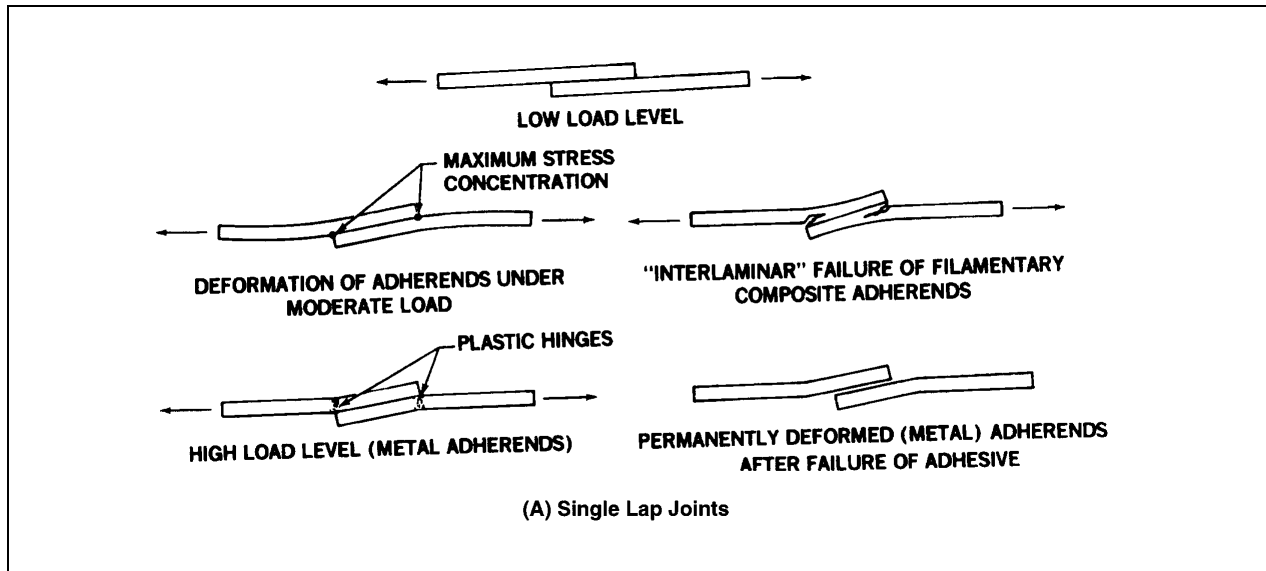 LOW LOAD LEVEL
MAXIMUM STRESS
CONCENTRATION
DEFORMATION OF ADHERENDS UNDER
MODERATE LOAD
"INTERLAMINAR" FAILURE OF FILAMENTARY
COMPOSITE ADHERENDS
PLASTIC HINGES
HIGH LOAD LEVEL (METAL ADHERENDS)
PERMANENTLY DEFORMED (METAL) ADHERENDS
AFTER FAILURE OF ADHESIVE
(A) Single Lap Joints